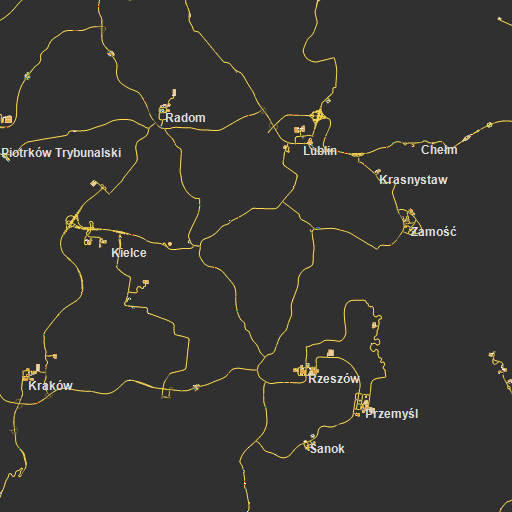 Radom
Piotrków Trybunalski
Lublin
Chełm
Krasnystaw
Zamość
Kielce
Rzeszów
Kraków
Przemyśl
Sanok